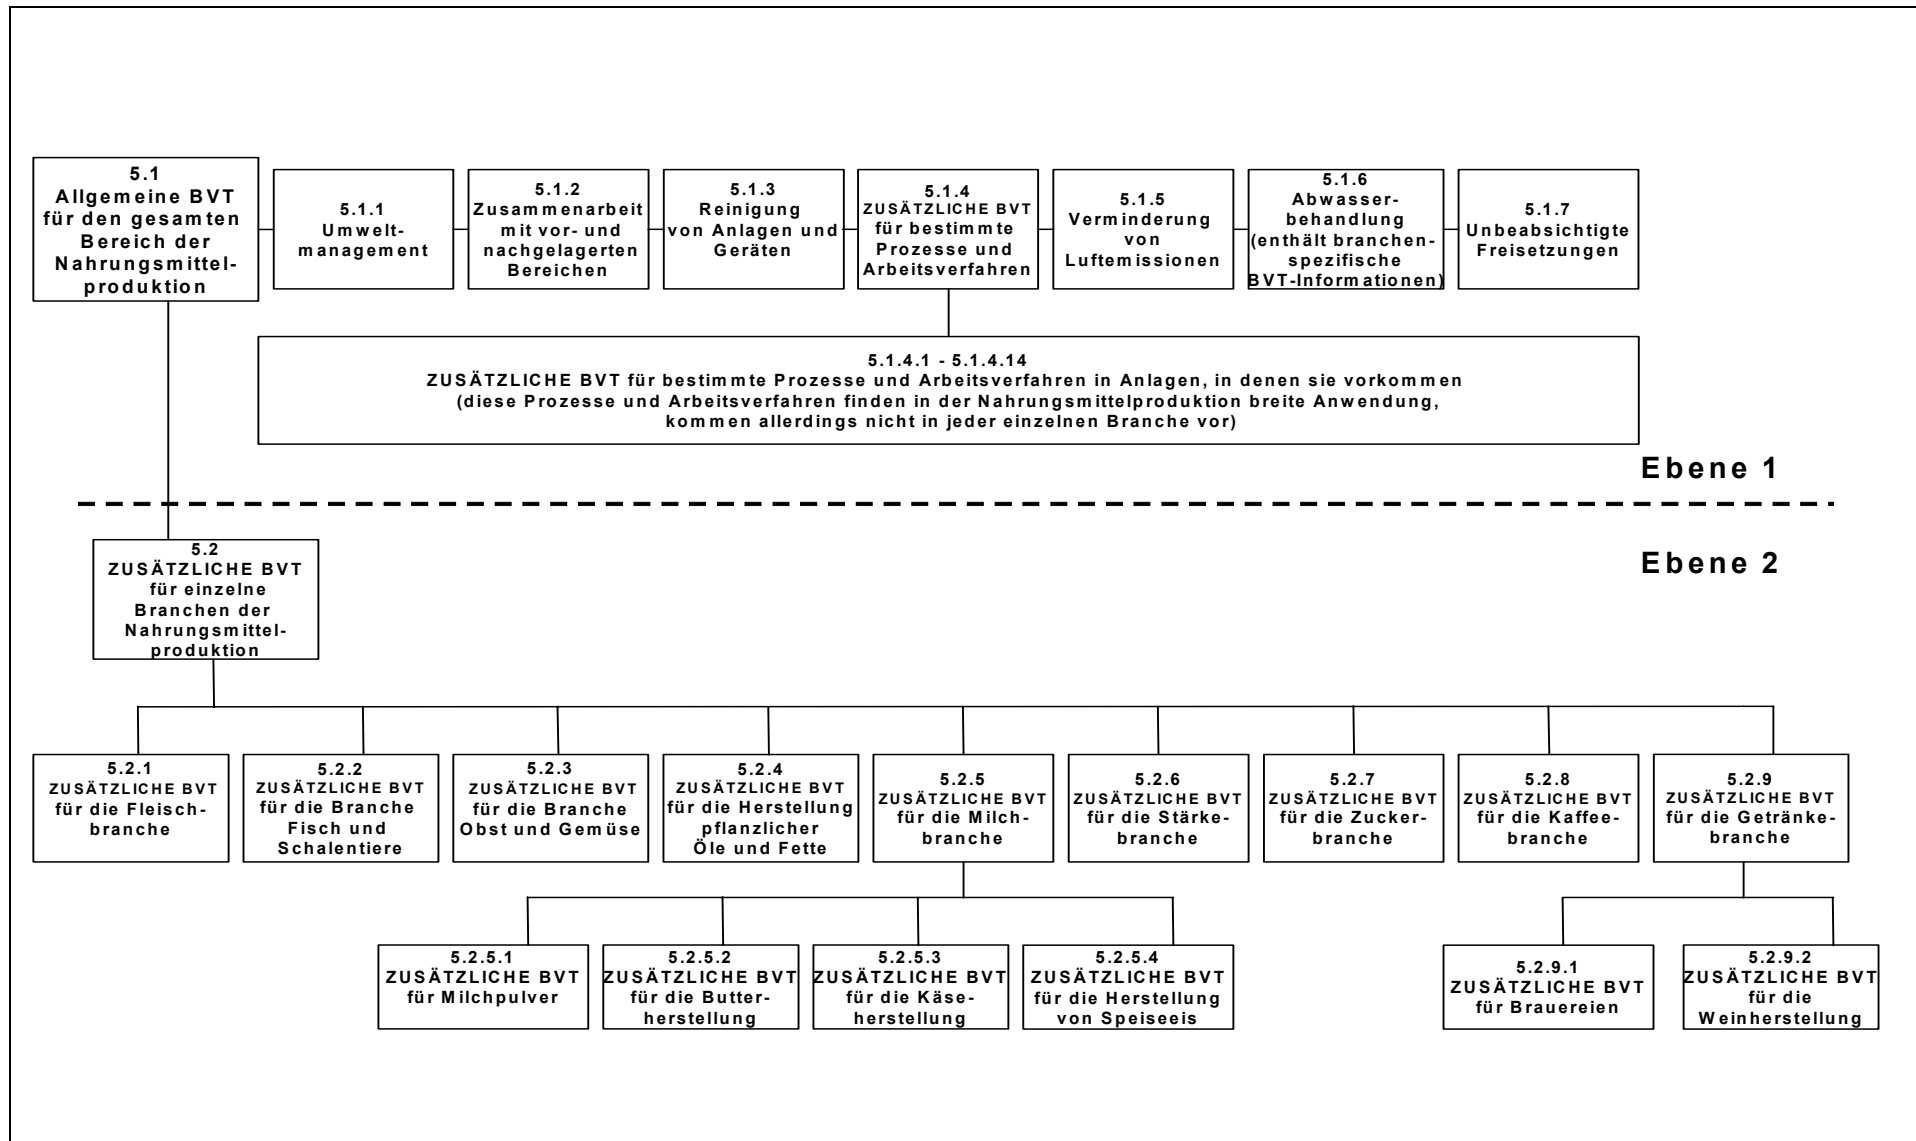 5.1
Allgemeine BVT
für den gesamten
Bereich der
Nahrungsmittel-
produktion
5.1.1
Umwelt-
management
5.1.2
Zusammenarbeit
mit vor- und
nachgelagerten
Bereichen
5.1.3
Reinigung
von Anlagen und
Geräten
5.1.4
ZUSÄTZLICHE BVT
für bestimmte
Prozesse und
Arbeitsverfahren
5.1.5
Verminderung
von
Luftemissionen
5.1.6
Abwasser-
behandlung
(enthält branchen-
spezifische
BVT-Informationen)
5.1.7
Unbeabsichtigte
Freisetzungen
5.1.4.1 - 5.1.4.14
ZUSÄTZLICHE BVT für bestimmte Prozesse und Arbeitsverfahren in Anlagen, in denen sie vorkommen
(diese Prozesse und Arbeitsverfahren finden in der Nahrungsmittelproduktion breite Anwendung,
kommen allerdings nicht in jeder einzelnen Branche vor)
Ebene 1
Ebene 2
5.2
ZUSÄTZLICHE BVT
für einzelne
Branchen der
Nahrungsmittel-
produktion
5.2.1
ZUSÄTZLICHE BVT
für die Fleisch-
branche
5.2.2
ZUSÄTZLICHE BVT
für die Branche
Fisch und
Schalentiere
5.2.3
ZUSÄTZLICHE BVT
für die Branche
Obst und Gemüse
5.2.4
ZUSÄTZLICHE BVT
für die Herstellung
pflanzlicher
Öle und Fette
5.2.5
ZUSÄTZLICHE BVT
für die Milch-
branche
5.2.6
ZUSÄTZLICHE BVT
für die Stärke-
branche
5.2.7
ZUSÄTZLICHE BVT
für die Zucker-
branche
5.2.8
ZUSÄTZLICHE BVT
für die Kaffee-
branche
5.2.9
ZUSÄTZLICHE BVT
für die Getränke-
branche
5.2.5.1
ZUSÄTZLICHE BVT
für Milchpulver
5.2.5.2
ZUSÄTZLICHE BVT
für die Butter-
herstellung
5.2.5.3
ZUSÄTZLICHE BVT
für die Käse-
herstellung
5.2.5.4
ZUSÄTZLICHE BVT
für die Herstellung
von Speiseeis
5.2.9.1
ZUSÄTZLICHE BVT
für Brauereien
5.2.9.2
ZUSÄTZLICHE BVT
für die
Weinherstellung